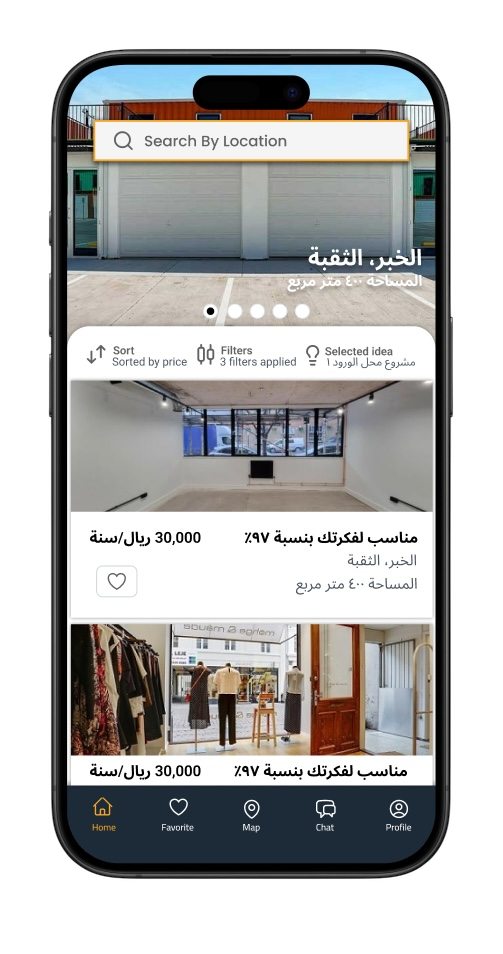 Search By Location
الخبر، الثقبة
المساحة ٤٠٠ متر مربع
Sort
Sorted by price
Filters
3 filters applied
Selected idea
مشروع محل الورود ١
مناسب لفكرتك بنسبة ٩٧٪
30,000 ريال/سنة
الخبر، الثقبة
المساحة ٤٠٠ متر مربع
مناسب لفكرتك بنسبة ٩٧٪
30,000 ريال/سنة
Home
Favorite
Map
Chat
Profile